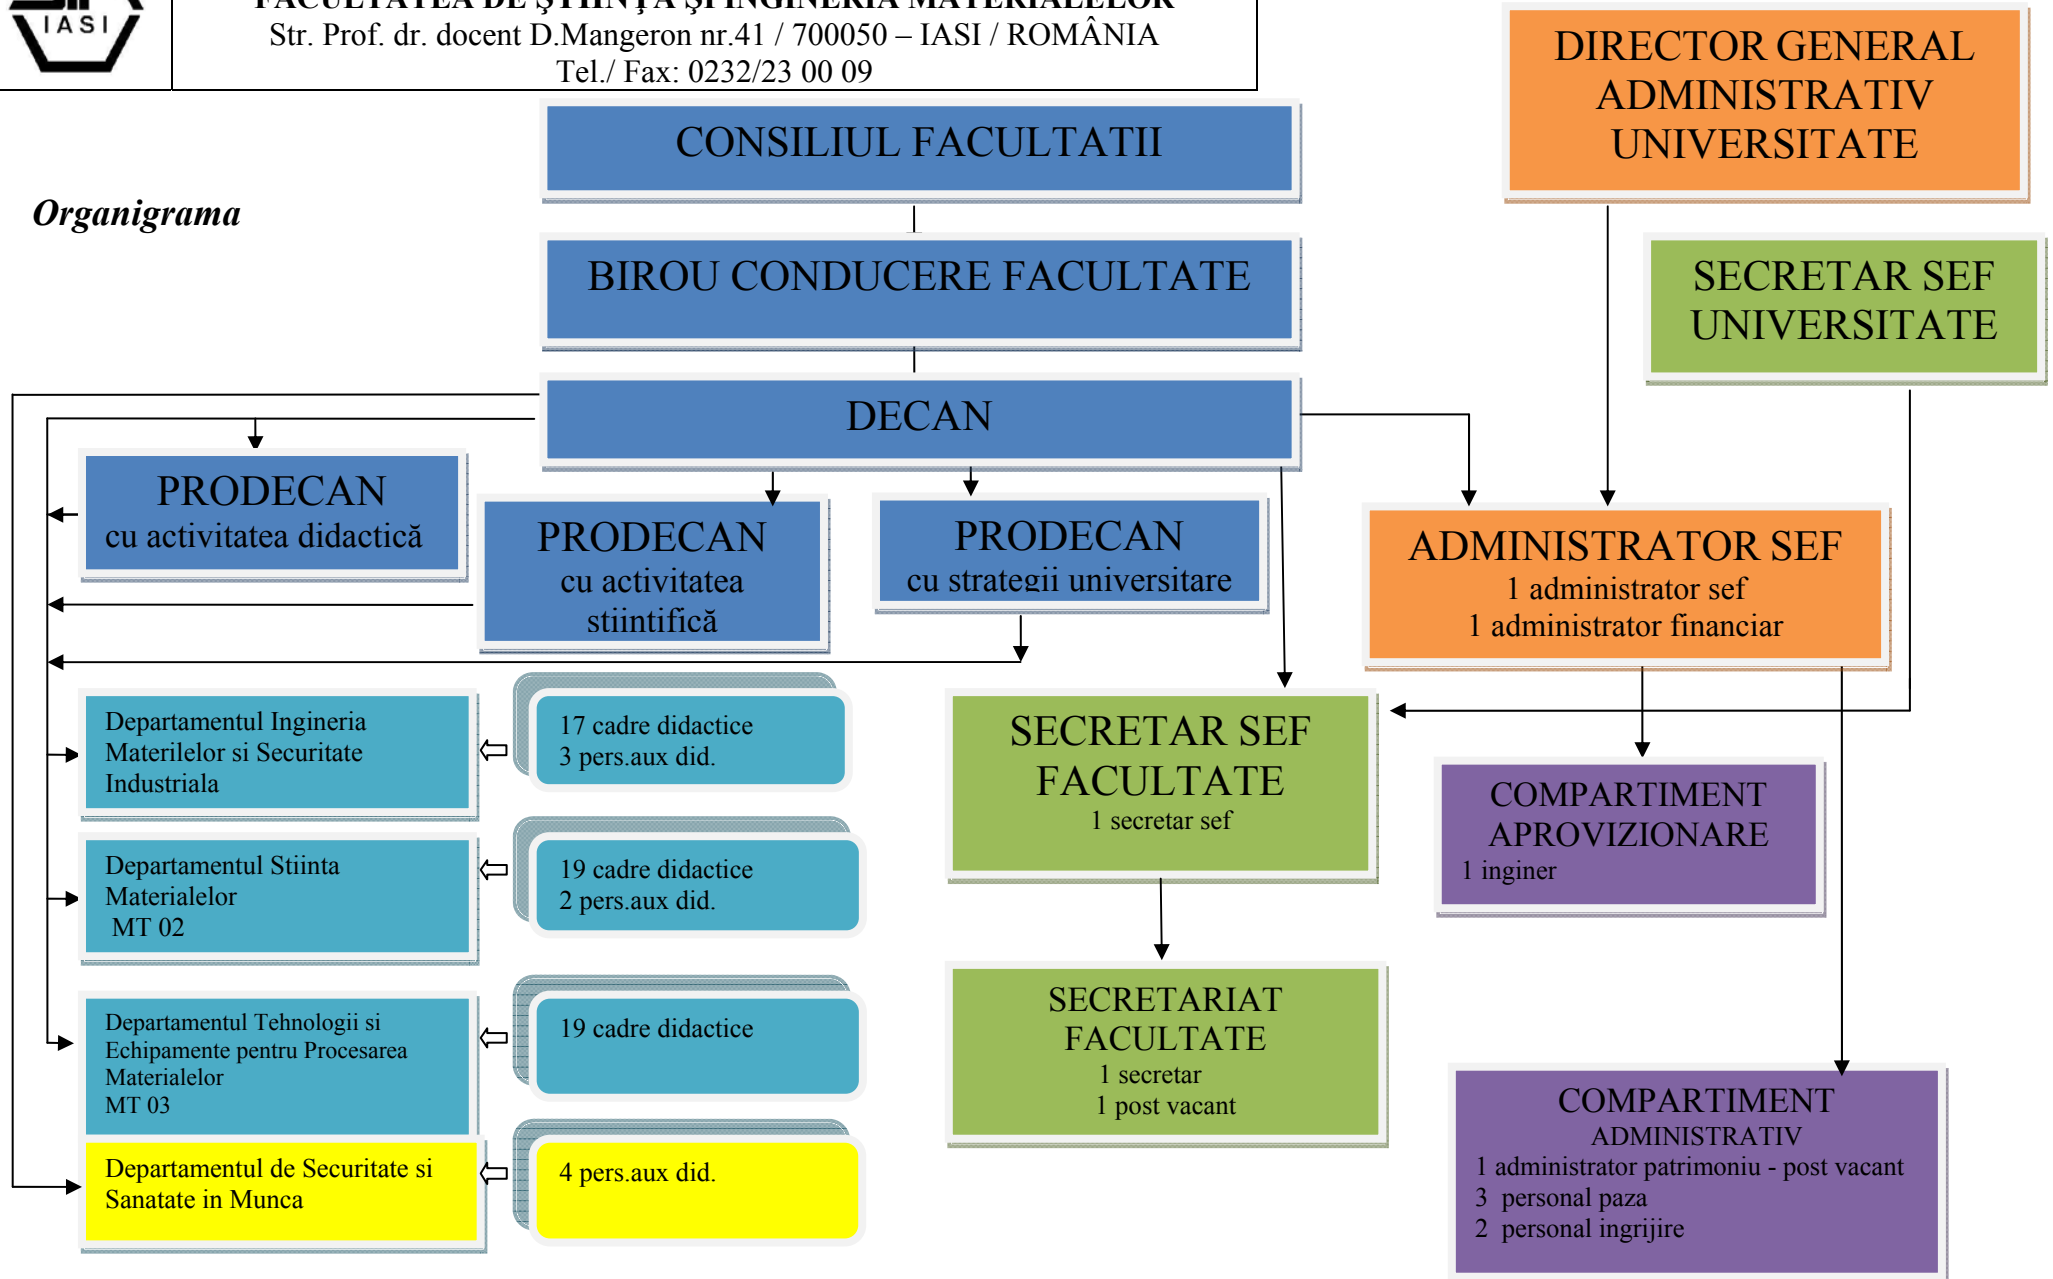 IASI
FACULTATEA DE ŞTIINŢA ŞI INGINERIA MATERIALELOR
Str. Prof. dr. docent D.Mangeron nr.41 / 700050 – IASI / ROMÂNIA
Tel./ Fax: 0232/23 00 09
DIRECTOR GENERAL
ADMINISTRATIV
UNIVERSITATE
CONSILIUL FACULTATII
Organigrama
BIROU CONDUCERE FACULTATE
SECRETAR SEF
UNIVERSITATE
DECAN
PRODECAN
cu activitatea didactică
PRODECAN
cu activitatea
stiintifică
PRODECAN
cu strategii universitare
ADMINISTRATOR SEF
1 administrator sef
1 administrator financiar
Departamentul Ingineria
Materilelor si Securitate
Industriala
17 cadre didactice
3 pers.aux did.
SECRETAR SEF
FACULTATE
1 secretar sef
COMPARTIMENT
APROVIZIONARE
1 inginer
Departamentul Stiinta
Materialelor
MT 02
19 cadre didactice
2 pers.aux did.
Departamentul Tehnologii si
Echipamente pentru Procesarea
Materialelor
MT 03
19 cadre didactice
SECRETARIAT
FACULTATE
1 secretar
1 post vacant
Departamentul de Securitate si
Sanatate in Munca
4 pers.aux did.
COMPARTIMENT
ADMINISTRATIV
1 administrator patrimoniu - post vacant
3 personal paza
2 personal ingrijire